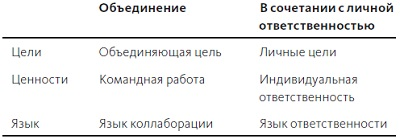 Объединение В сочетании с личной
ответственностью
Цели Объединяющая цель Личные цели
Ценности Командная работа Индивидуальная
ответственность
Язык Язык коллаборации Язык ответственности